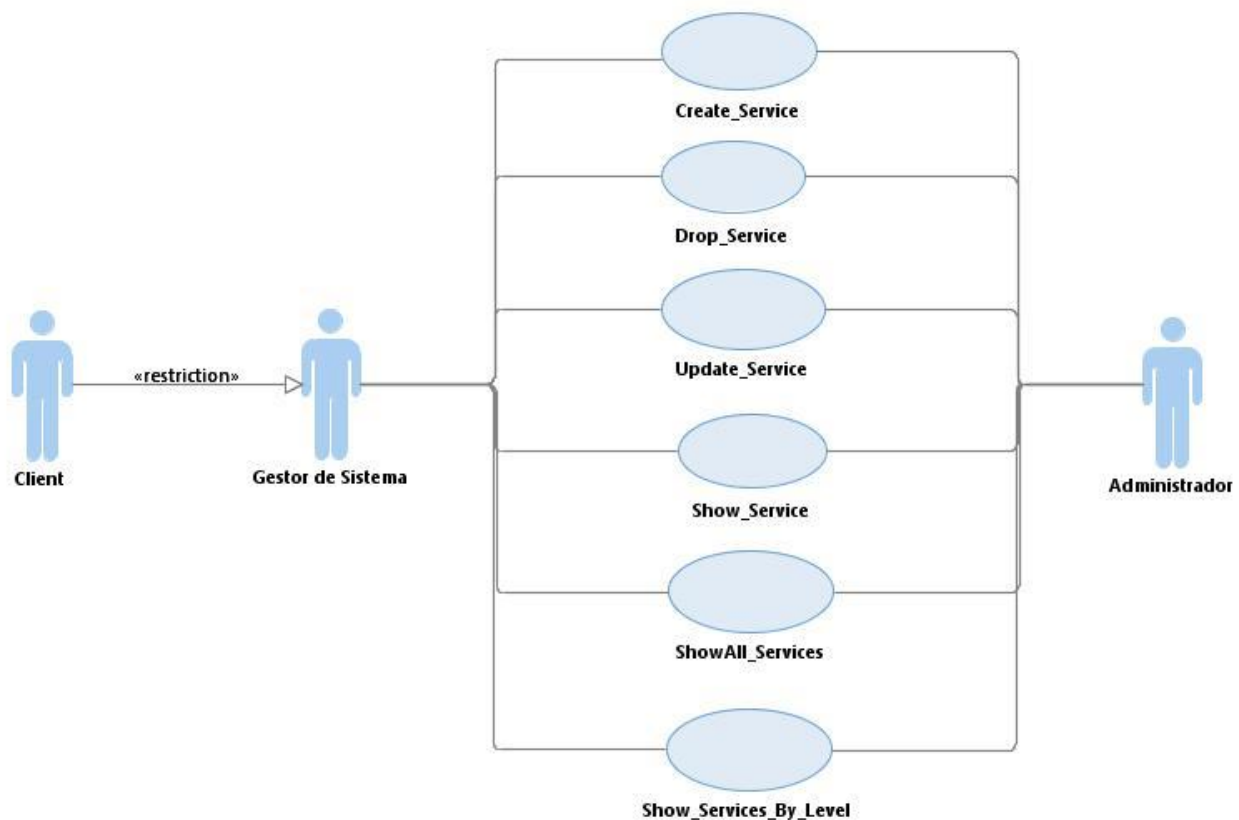 Create_Service
Drop_Service
Update_Service
«restriction»
Client
Gestor de Sistema
Administrador
Show_Service
ShowAll_Services
Show_Services_By_Level